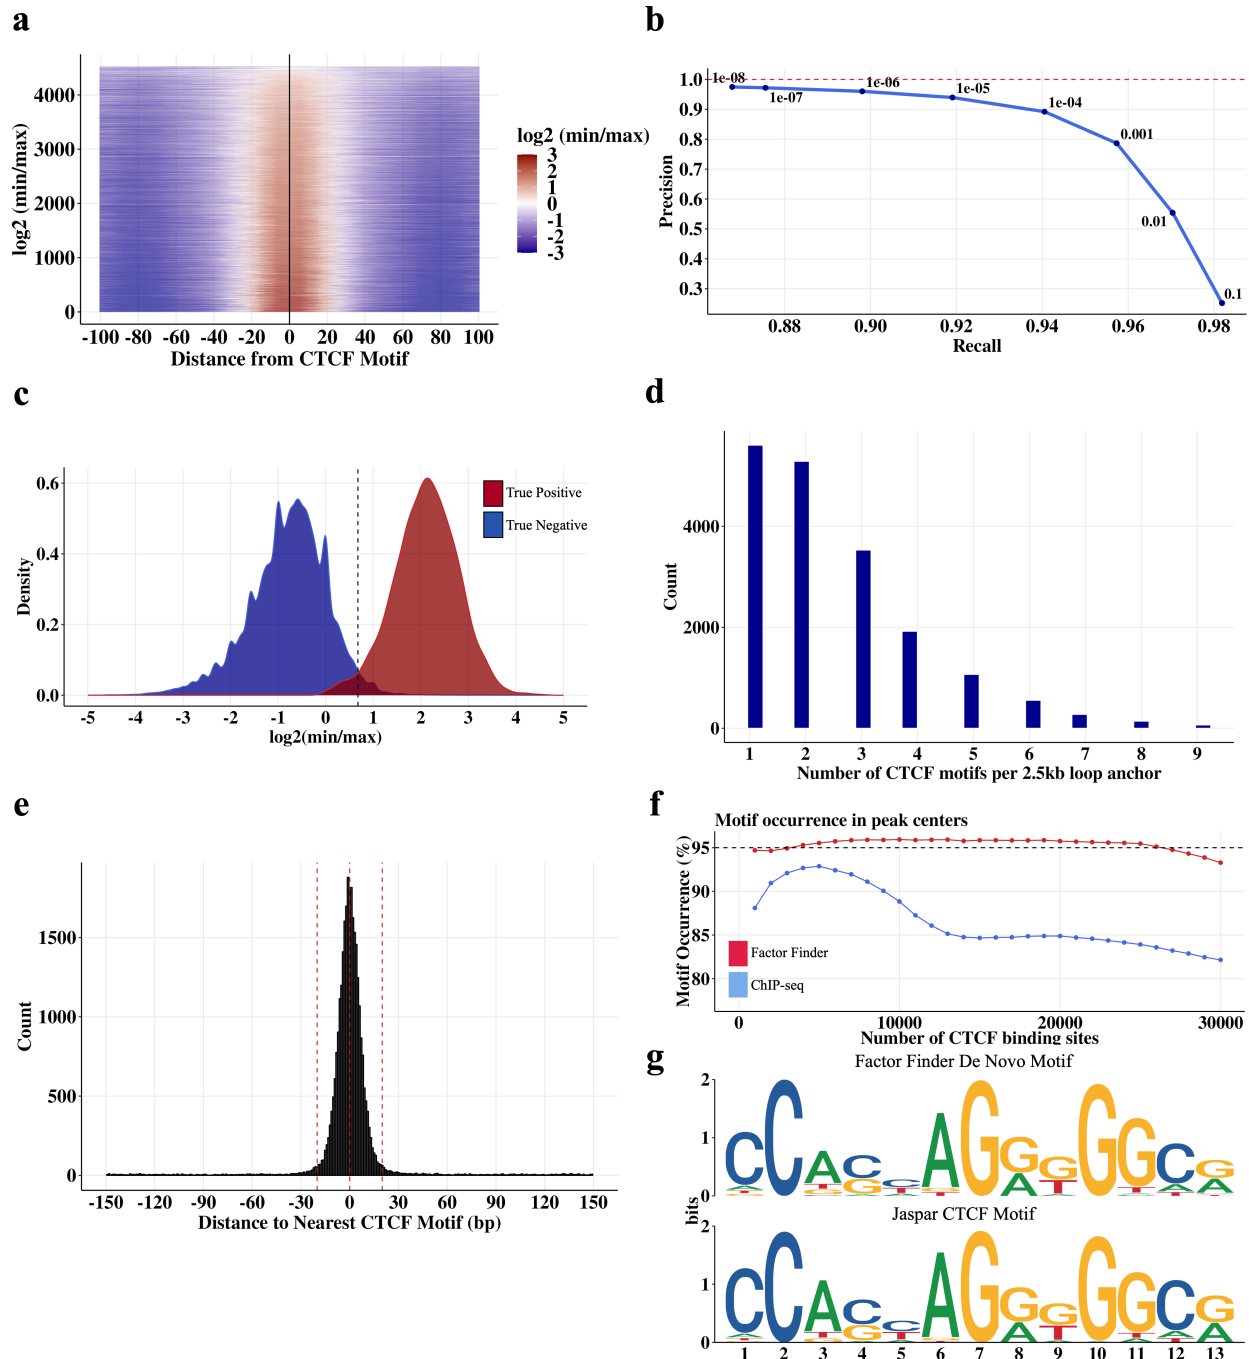 a
log2 (min/max)
4000
3000
2000
1000
0
-100 -80 -60 -40 -20 0 20 40 60 80 100
Distance from CTCF Motif
log2 (min/max)
3
2
1
0
-1
-2
-3
b
Precision
1.0
0.9
0.8
0.7
0.6
0.5
0.4
0.3
1e-08
1e-07
1e-06
1e-05
1e-04
0.001
0.01
0.1
0.88 0.90 0.92 0.94 0.96 0.98
Recall
c
Density
0.6
0.4
0.2
0.0
True Positive
True Negative
-5 -4 -3 -2 -1 0 1 2 3 4 5
log2(min/max)
d
Count
4000
2000
0
1 2 3 4 5 6 7 8 9
Number of CTCF motifs per 2.5kb loop anchor
e
Count
1500
1000
500
0
-150 -120 -90 -60 -30 0 30 60 90 120 150
Distance to Nearest CTCF Motif (bp)
f
Motif occurrence in peak centers
Motif Occurrence (%)
95
90
85
80
Factor Finder
ChIP-seq
0 10000 20000 30000
Number of CTCF binding sites
g
Factor Finder De Novo Motif
2
1
0
CCACCAGGGGGCG
bits
Jaspar CTCF Motif
2
1
0
CCACCAGGGGGCG
1 2 3 4 5 6 7 8 9 10 11 12 13